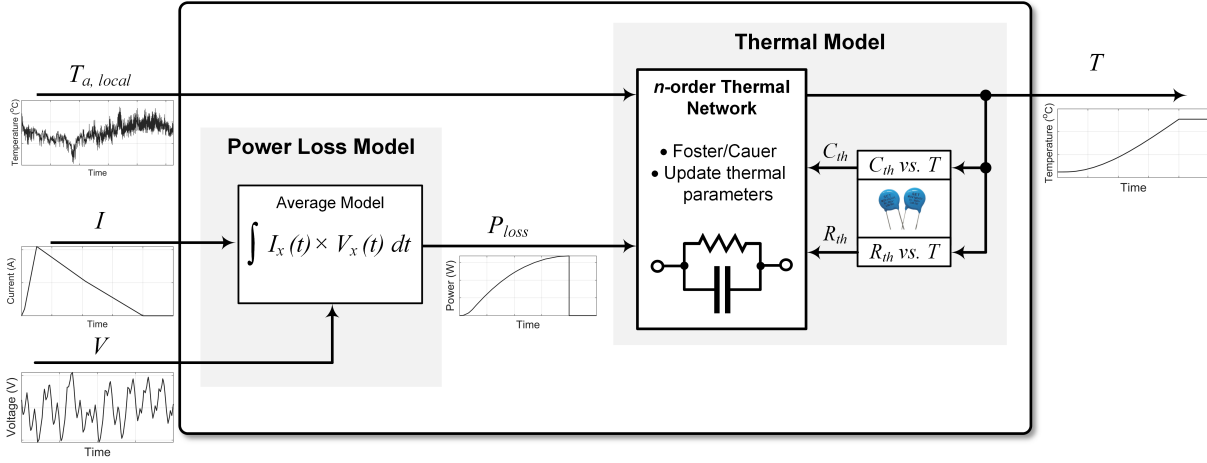 Thermal Model
T
T_a, local
n-order Thermal
Network
Temperature (°C)
Time
Power Loss Model
• Foster/Cauer
• Update thermal
parameters
C_th
C_th vs. T
Temperature (°C)
Time
Average Model
∫ I_x (t) × V_x (t) dt
I
P_loss
R_th
R_th vs. T
Current (A)
Time
Power (W)
Time
V
Voltage (V)
Time